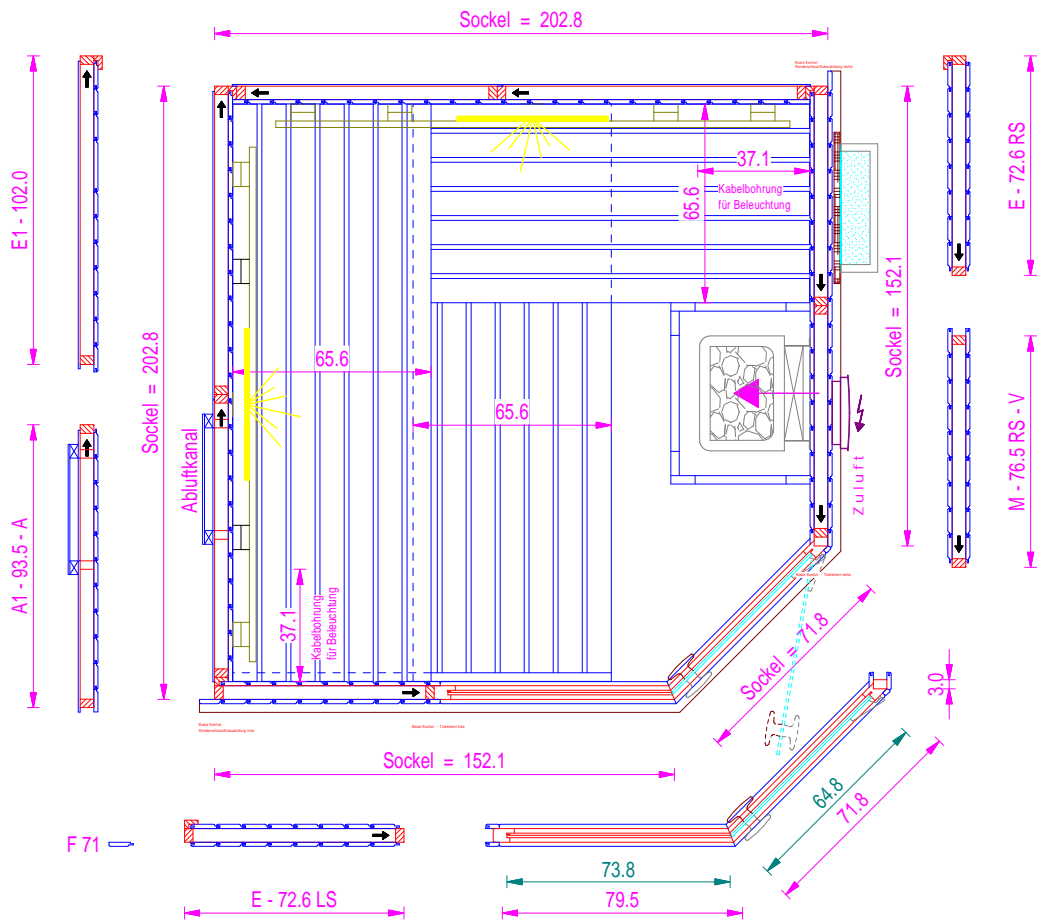 Sockel = 202.8
E1 - 102.0
E - 72.6 RS
37.1
Kabelbohrung
für Beleuchtung
65.6
Sockel = 152.1
Sockel = 202.8
65.6
65.6
Abluftkanal
Zuluft
A1 - 93.5 - A
M - 76.5 RS - V
37.1
Kabelbohrung
für Beleuchtung
Sockel = 71.8
3.0
Sockel = 152.1
64.8
71.8
F 71
73.8
E - 72.6 LS
79.5